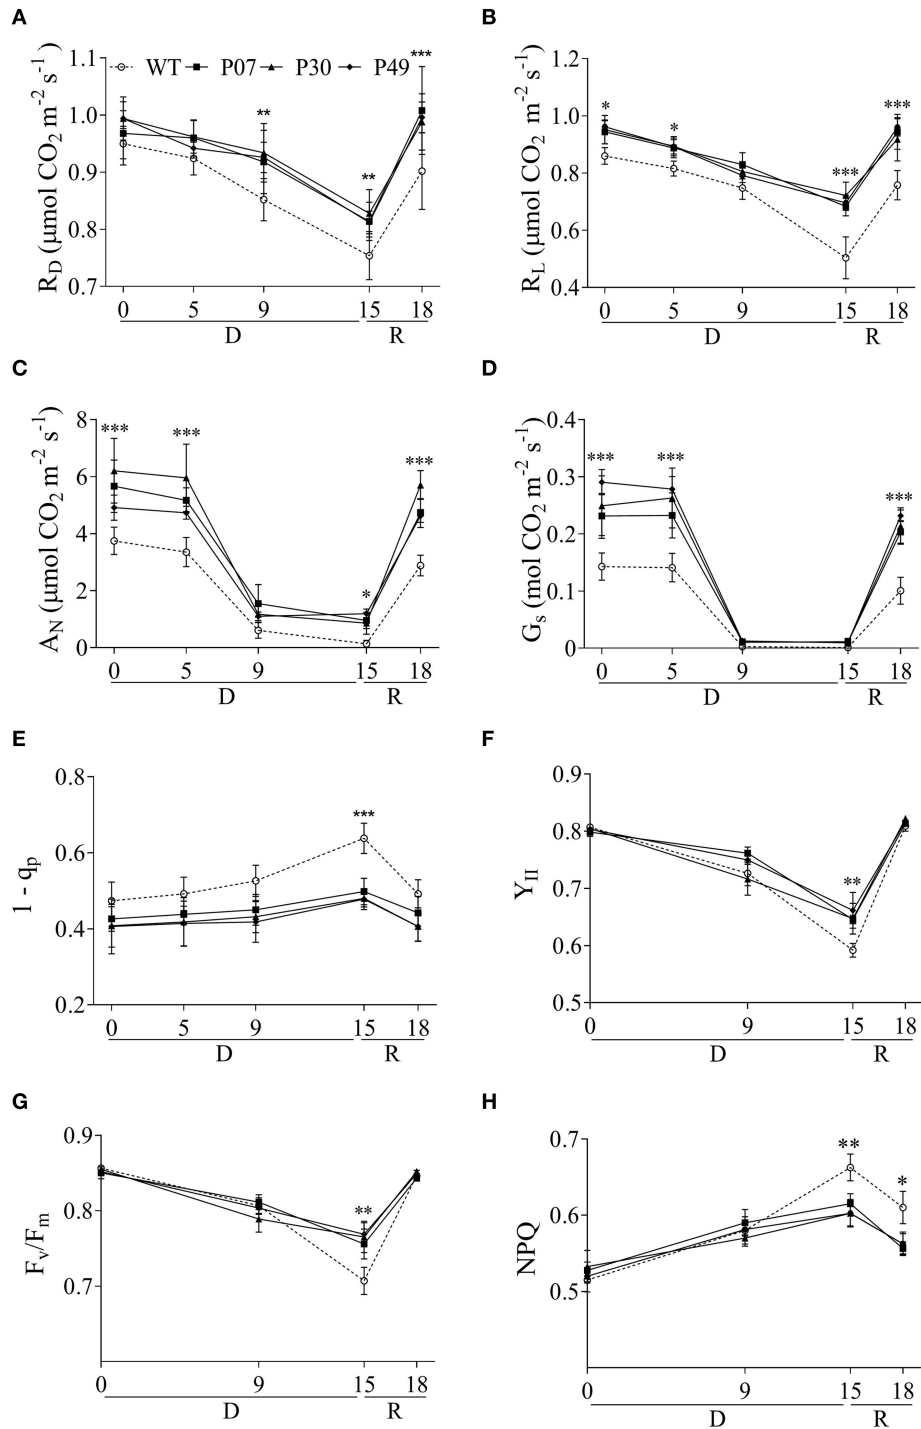 A
R_D (μmol CO₂ m⁻² s⁻¹)
1.1
1.0
0.9
0.8
0.7
WT P07 P30 P49
** ** ***
0 5 9 15 18
D R
B
R_L (μmol CO₂ m⁻² s⁻¹)
1.2
1.0
0.8
0.6
0.4
* * *** ***
0 5 9 15 18
D R
C
A_N (μmol CO₂ m⁻² s⁻¹)
8
6
4
2
0
*** *** * ***
0 5 9 15 18
D R
D
G_s (mol CO₂ m⁻² s⁻¹)
0.4
0.3
0.2
0.1
0
*** *** ***
0 5 9 15 18
D R
E
1 - q_p
0.8
0.6
0.4
0.2
***
0 5 9 15 18
D R
F
Y_II
0.9
0.8
0.7
0.6
0.5
**
0 9 15 18
D R
G
F_v/F_m
0.9
0.8
0.7
**
0 9 15 18
D R
H
NPQ
0.7
0.6
0.5
** *
0 9 15 18
D R